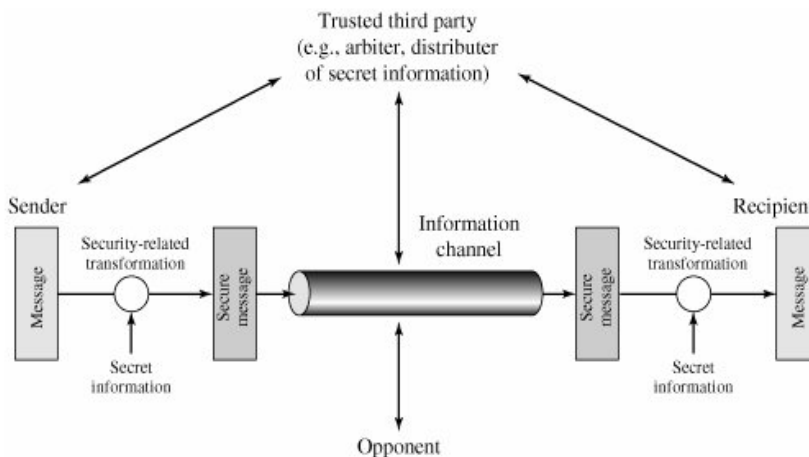 Trusted third party
(e.g., arbiter, distributer
of secret information)
Sender
Recipien
Information
channel
Security-related
transformation
Security-related
transformation
Message
Secure
message
Secure
message
Message
Secret
information
Secret
information
Opponent